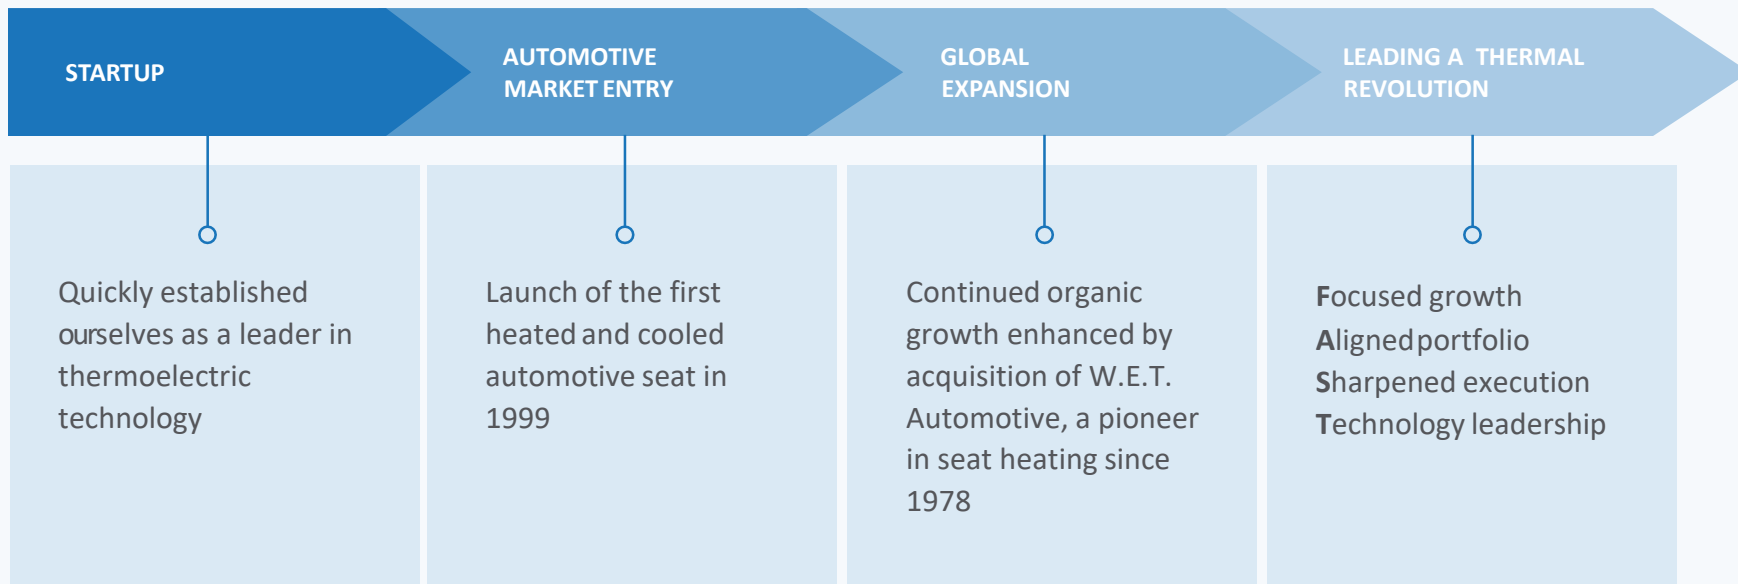 STARTUP
AUTOMOTIVE
MARKET ENTRY
GLOBAL
EXPANSION
LEADING A THERMAL
REVOLUTION
Quickly established
ourselves as a leader in
thermoelectric
technology
Launch of the first
heated and cooled
automotive seat in
1999
Continued organic
growth enhanced by
acquisition of W.E.T.
Automotive, a pioneer
in seat heating since
1978
Focused growth
Aligned portfolio
Sharpened execution
Technology leadership